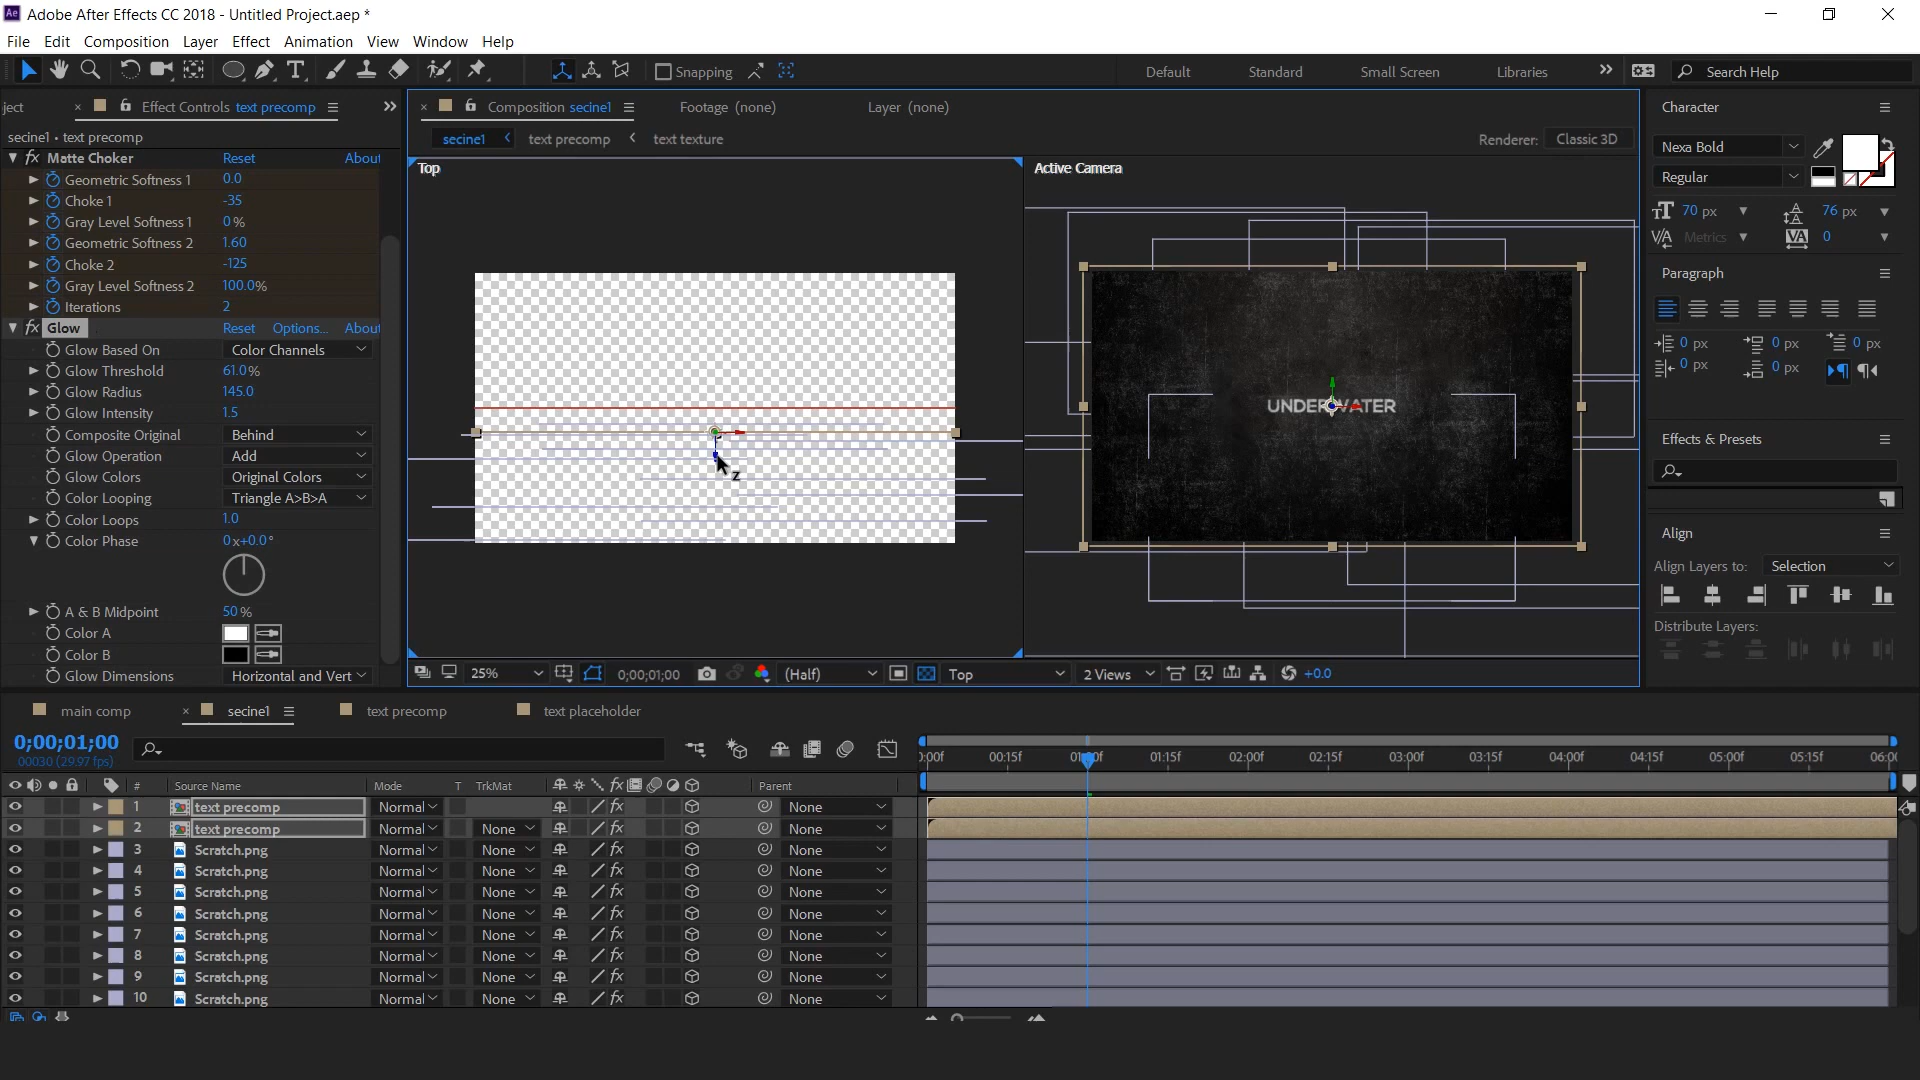 Adobe After Effects CC 2018 - Untitled Project.aep *
File Edit Composition Layer Effect Animation View Window Help
Snapping Default Standard Small Screen Libraries Search Help
ject Effect Controls text precomp
secine1 • text precomp
Matte Choker Reset About
Geometric Softness 1 0.0
Choke 1 -35
Gray Level Softness 1 0 %
Geometric Softness 2 1.60
Choke 2 -125
Gray Level Softness 2 100.0%
Iterations 2
Glow Reset Options... About
Glow Based On Color Channels
Glow Threshold 61.0%
Glow Radius 145.0
Glow Intensity 1.5
Composite Original Behind
Glow Operation Add
Glow Colors Original Colors
Color Looping Triangle A>B>A
Color Loops 1.0
Color Phase 0x+0.0°
A & B Midpoint 50 %
Color A
Color B
Glow Dimensions Horizontal and Vert
Composition secine1 Footage (none) Layer (none)
secine1 text precomp text texture Renderer: Classic 3D
Top
Active Camera
UNDERWATER
z
25% 0;00;01;00 (Half) Top 2 Views +0.0
Character
Nexa Bold
Regular
70 px 76 px
Metrics 0
Paragraph
0 px 0 px 0 px
0 px 0 px
Effects & Presets
Align
Align Layers to: Selection
Distribute Layers:
main comp secine1 text precomp text placeholder
0;00;01;00
00030 (29.97 fps)
00f 00:15f 01:00f 01:15f 02:00f 02:15f 03:00f 03:15f 04:00f 04:15f 05:00f 05:15f 06:00
# Source Name Mode T TrkMat Parent
1 text precomp Normal None
2 text precomp Normal None None
3 Scratch.png Normal None None
4 Scratch.png Normal None None
5 Scratch.png Normal None None
6 Scratch.png Normal None None
7 Scratch.png Normal None None
8 Scratch.png Normal None None
9 Scratch.png Normal None None
10 Scratch.png Normal None None